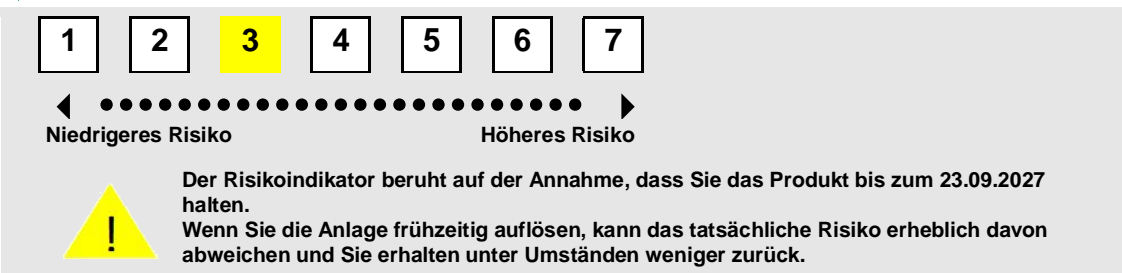 1 2 3 4 5 6 7
Niedrigeres Risiko Höheres Risiko
Der Risikoindikator beruht auf der Annahme, dass Sie das Produkt bis zum 23.09.2027
halten.
! Wenn Sie die Anlage frühzeitig auflösen, kann das tatsächliche Risiko erheblich davon
abweichen und Sie erhalten unter Umständen weniger zurück.